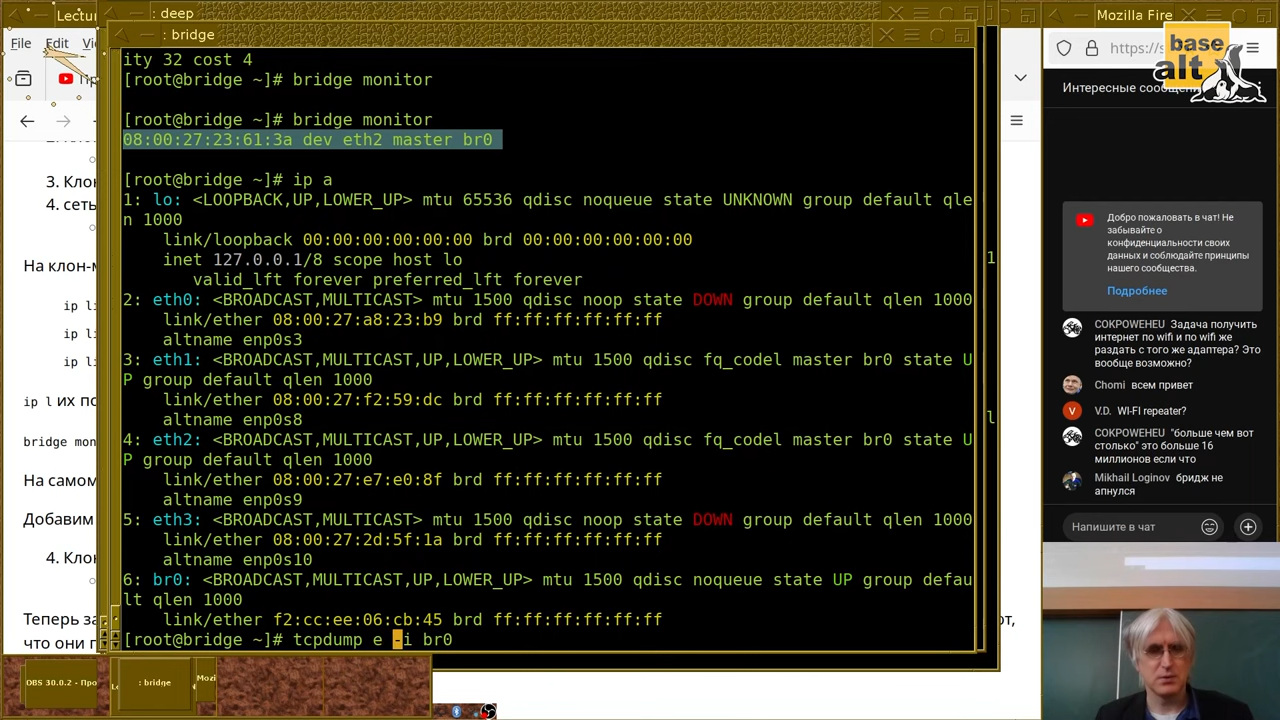 Lectu
: deep
Mozilla Fire
File Edit Vi
: bridge
https://s
base
alt
Интересные сообщен
ity 32 cost 4
[root@bridge ~]# bridge monitor
[root@bridge ~]# bridge monitor
08:00:27:23:61:3a dev eth2 master br0
[root@bridge ~]# ip a
1: lo: <LOOPBACK,UP,LOWER_UP> mtu 65536 qdisc noqueue state UNKNOWN group default qle
n 1000
link/loopback 00:00:00:00:00:00 brd 00:00:00:00:00:00
inet 127.0.0.1/8 scope host lo
valid_lft forever preferred_lft forever
2: eth0: <BROADCAST,MULTICAST> mtu 1500 qdisc noop state DOWN group default qlen 1000
link/ether 08:00:27:a8:23:b9 brd ff:ff:ff:ff:ff:ff
altname enp0s3
3: eth1: <BROADCAST,MULTICAST,UP,LOWER_UP> mtu 1500 qdisc fq_codel master br0 state U
P group default qlen 1000
link/ether 08:00:27:f2:59:dc brd ff:ff:ff:ff:ff:ff
altname enp0s8
4: eth2: <BROADCAST,MULTICAST,UP,LOWER_UP> mtu 1500 qdisc fq_codel master br0 state U
P group default qlen 1000
link/ether 08:00:27:e7:e0:8f brd ff:ff:ff:ff:ff:ff
altname enp0s9
5: eth3: <BROADCAST,MULTICAST> mtu 1500 qdisc noop state DOWN group default qlen 1000
link/ether 08:00:27:2d:5f:1a brd ff:ff:ff:ff:ff:ff
altname enp0s10
6: br0: <BROADCAST,MULTICAST,UP,LOWER_UP> mtu 1500 qdisc noqueue state UP group defau
lt qlen 1000
link/ether f2:cc:ee:06:cb:45 brd ff:ff:ff:ff:ff:ff
[root@bridge ~]# tcpdump e -i br0
3. Клон
4. сеть
На клон-м
ip li
ip li
ip li
ip l их по
bridge mon
На самом
Добавим
4. Клон
Теперь за
что они п
от,
Добро пожаловать в чат! Не
забывайте о
конфиденциальности своих
данных и соблюдайте принципы
нашего сообщества.
Подробнее
COKPOWEHEU Задача получить
интернет по wifi и по wifi же
раздать с того же адаптера? Это
вообще возможно?
Chomi всем привет
V.D. WI-FI repeater?
COKPOWEHEU "больше чем вот
столько" это больше 16
миллионов если что
Mikhail Loginov бридж не
апнулся
Напишите в чат
OBS 30.0.2 - Про
: bridge
Mozi